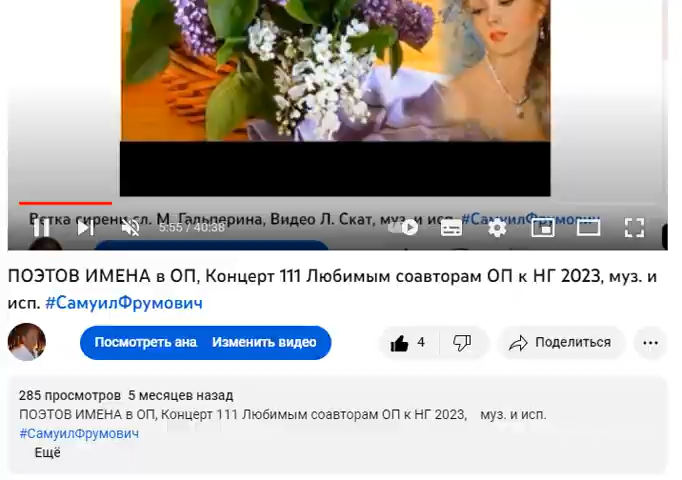 Ветка сирени сл. М. Гальперина, Видео Л. Скат, муз. и исп. #СамуилФрумович
5:55 / 40:38
ПОЭТОВ ИМЕНА в ОП, Концерт 111 Любимым соавторам ОП к НГ 2023, муз. и
исп. #СамуилФрумович
Посмотреть ана Изменить видео 4 Поделиться
285 просмотров 5 месяцев назад
ПОЭТОВ ИМЕНА в ОП, Концерт 111 Любимым соавторам ОП к НГ 2023, муз. и исп.
#СамуилФрумович
Ещё